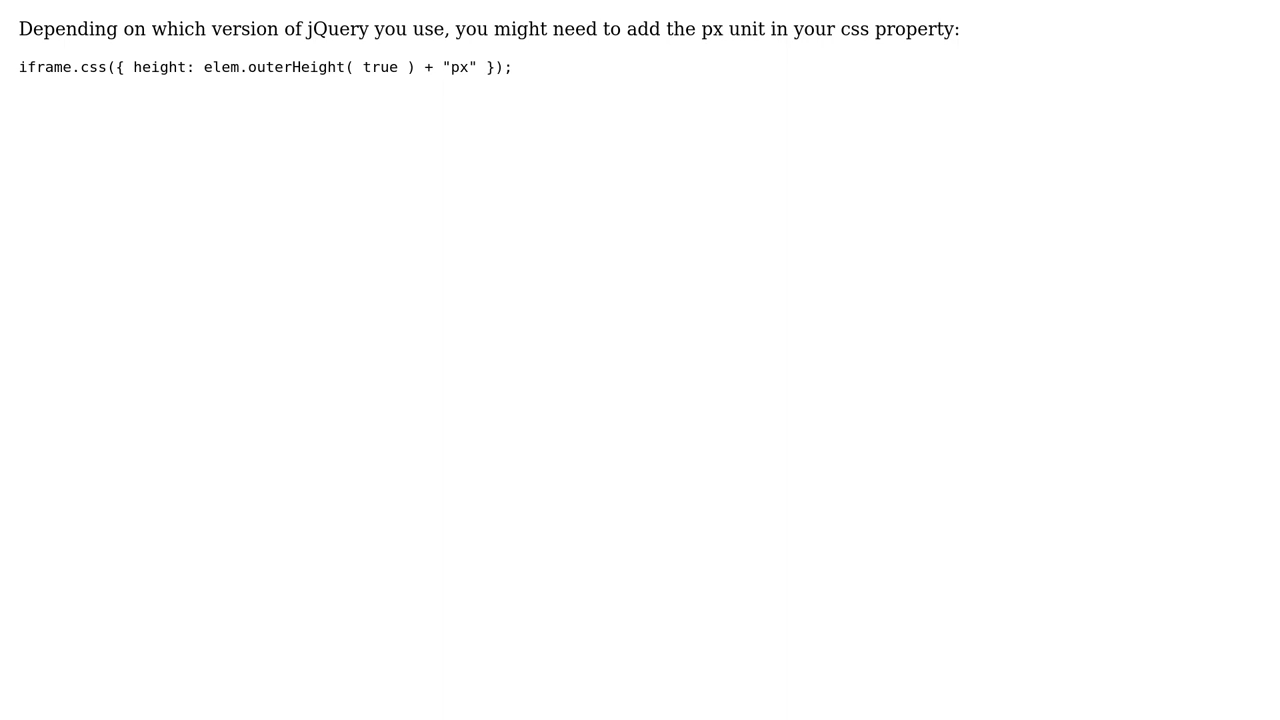 Depending on which version of jQuery you use, you might need to add the px unit in your css property:
iframe.css({ height: elem.outerHeight( true ) + "px" });